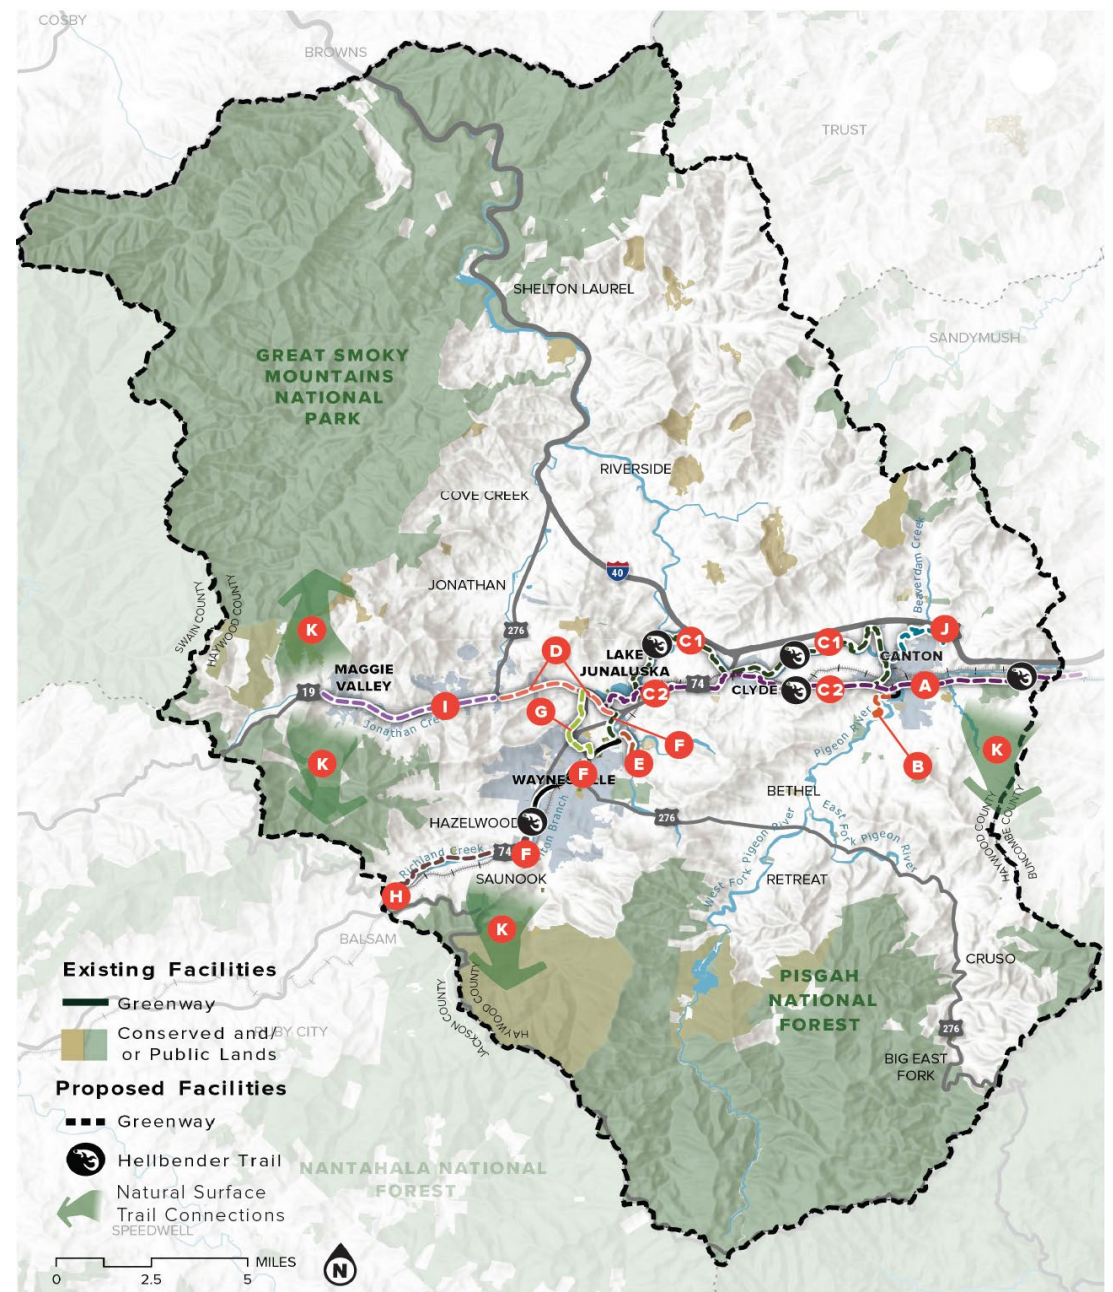 COSBY
BROWNS
TRUST
SHELTON LAUREL
SANDYMUSH
GREAT SMOKY
MOUNTAINS
NATIONAL
PARK
RIVERSIDE
COVE CREEK
Beaverdam Creek
40
JONATHAN
SWAIN COUNTY
HAYWOOD COUNTY
276
K
C1
C1
J
D
LAKE
JUNALUSKA
CANTON
MAGGIE
VALLEY
19
74
CLYDE
C2
C2
A
I
G
Jonathan Cre
F
Pigeon River
K
E
B
K
WAYNESVILLE
F
BETHEL
HAZELWOOD
276
East Fork Pigeon River
HAYWOOD COUNTY
BUNCOMBE COUNTY
Richland Creek
74
F
Branch
SAUNOOK
West Fork Pigeon River
RETREAT
H
K
BALSAM
CRUSO
PISGAH
NATIONAL
FOREST
JACKSON COUNTY
HAYWOOD COUNTY
276
BIG EAST
FORK
Existing Facilities
Greenway
Conserved and/
or Public Lands
RUBY CITY
Proposed Facilities
Greenway
Hellbender Trail
Natural Surface
Trail Connections
NANTAHALA NATIONAL
FOREST
SPEEDWELL
0 2.5 5 MILES
N